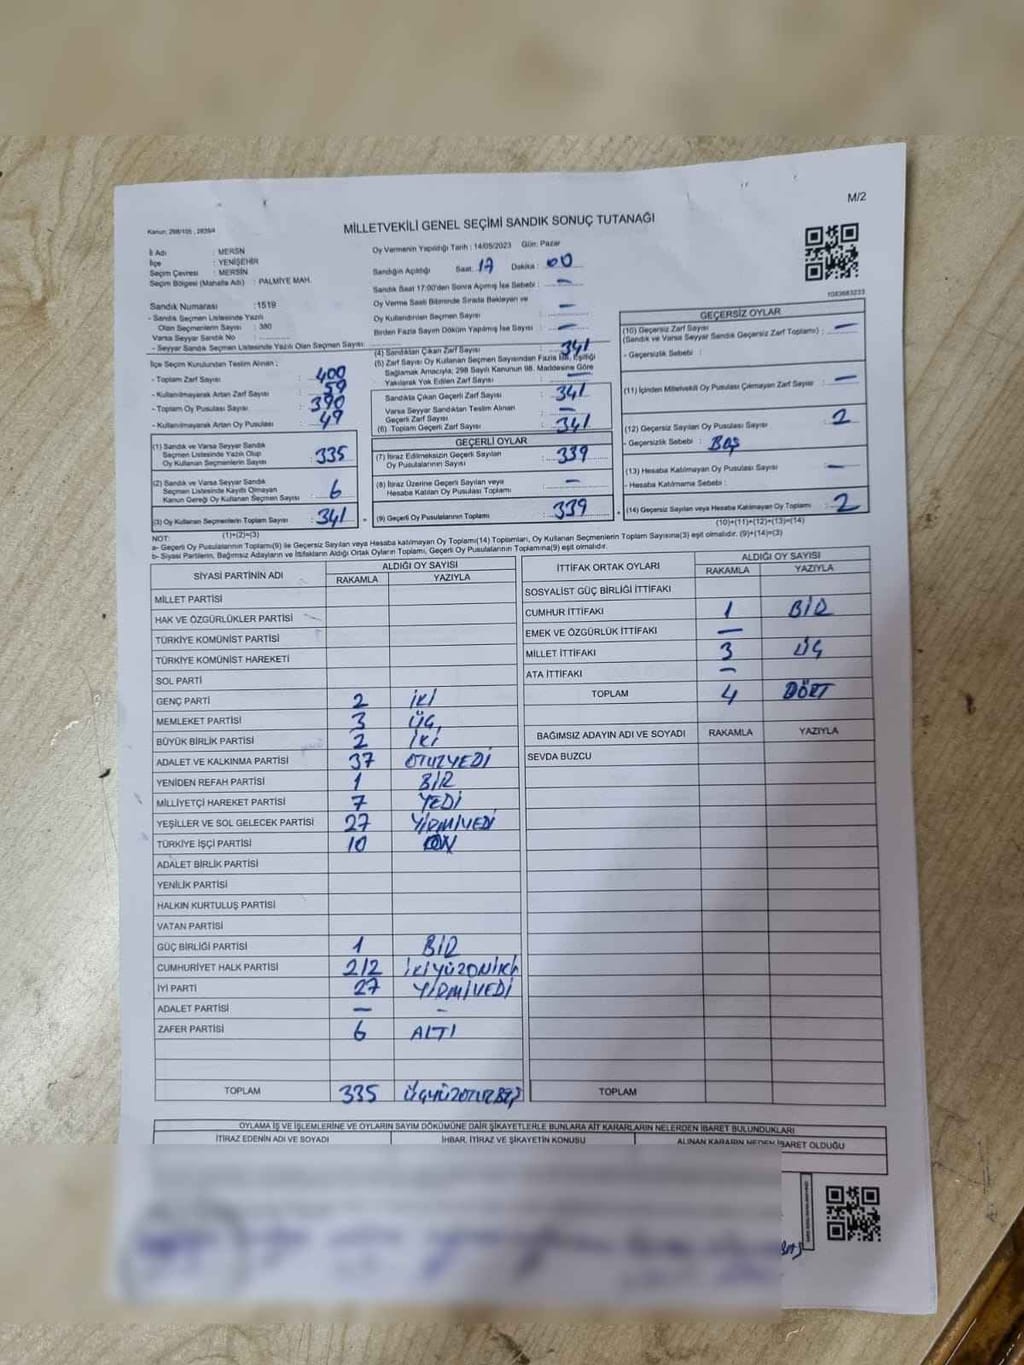 M/2
Kanun: 298/105 , 2839/4
MİLLETVEKİLİ GENEL SEÇİMİ SANDIK SONUÇ TUTANAĞI
İl Adı : MERSİN
İlçe : YENİŞEHİR
Seçim Çevresi : MERSİN
Seçim Bölgesi (Mahalle Adı) : PALMİYE MAH.
Sandık Numarası : 1519
- Sandık Seçmen Listesinde Yazılı
Olan Seçmenlerin Sayısı : 380
Varsa Seyyar Sandık No :
- Seyyar Sandık Seçmen Listesinde Yazılı Olan Seçmen Sayısı :
Oy Vermenin Yapıldığı Tarih : 14/05/2023 Gün: Pazar
Sandığın Açıldığı Saat: 17 Dakika : 00
Sandık Saat 17:00'den Sonra Açılmış İse Sebebi : —
Oy Verme Saati Bitiminde Sırada Bekleyen ve
Oy Kullandırılan Seçmen Sayısı : —
Birden Fazla Sayım Döküm Yapılmış İse Sayısı : —
1083683233
İlçe Seçim Kurulundan Teslim Alınan ;
- Toplam Zarf Sayısı : 400
- Kullanılmayarak Artan Zarf Sayısı : 59
- Toplam Oy Pusulası Sayısı : 390
- Kullanılmayarak Artan Oy Pusulası : 49
(1) Sandık ve Varsa Seyyar Sandık
Seçmen Listesinde Yazılı Olup
Oy Kullanan Seçmenlerin Sayısı : 335
(2) Sandık ve Varsa Seyyar Sandık
Seçmen Listesinde Kayıtlı Olmayan
Kanun Gereği Oy Kullanan Seçmen Sayısı : 6
(3) Oy Kullanan Seçmenlerin Toplam Sayısı : 341
(1)+(2)=(3)
(4) Sandıktan Çıkan Zarf Sayısı : 341
(5) Zarf Sayısı Oy Kullanan Seçmen Sayısından Fazla İse, Eşitliği
Sağlamak Amacıyla; 298 Sayılı Kanunun 98. Maddesine Göre
Yakılarak Yok Edilen Zarf Sayısı : —
Sandıkta Çıkan Geçerli Zarf Sayısı : 341
Varsa Seyyar Sandıktan Teslim Alınan
Geçerli Zarf Sayısı : —
(6) Toplam Geçerli Zarf Sayısı : 341
GEÇERLİ OYLAR
(7) İtiraz Edilmeksizin Geçerli Sayılan
Oy Pusulalarının Sayısı : 339
(8) İtiraz Üzerine Geçerli Sayılan veya
Hesaba Katılan Oy Pusulası Toplamı : —
(9) Geçerli Oy Pusulalarının Toplamı : 339
GEÇERSİZ OYLAR
(10) Geçersiz Zarf Sayısı
(Sandık ve Varsa Seyyar Sandık Geçersiz Zarf Toplamı) : —
- Geçersizlik Sebebi :
(11) İçinden Milletvekili Oy Pusulası Çıkmayan Zarf Sayısı : —
(12) Geçersiz Sayılan Oy Pusulası Sayısı : 2
- Geçersizlik Sebebi : BOŞ
(13) Hesaba Katılmayan Oy Pusulası Sayısı : —
- Hesaba Katılmama Sebebi :
(14) Geçersiz Sayılan veya Hesaba Katılmayan Oy Pusulası Toplamı : 2
(10)+(11)+(12)+(13)=(14)
NOT:
a- Geçerli Oy Pusulalarının Toplamı(9) ile Geçersiz Sayılan veya Hesaba katılmayan Oy Pusulası Toplamı(14) Toplamları, Oy Kullanan Seçmenlerin Toplam Sayısına(3) eşit olmalıdır. (9)+(14)=(3)
b- Siyasi Partilerin, Bağımsız Adayların ve İttifakların Aldığı Ortak Oyların Toplamı, Geçerli Oy Pusulalarının Toplamına(9) eşit olmalıdır.
SİYASİ PARTİNİN ADI ALDIĞI OY SAYISI
RAKAMLA YAZIYLA
MİLLET PARTİSİ
HAK VE ÖZGÜRLÜKLER PARTİSİ
TÜRKİYE KOMÜNİST PARTİSİ
TÜRKİYE KOMÜNİST HAREKETİ
SOL PARTİ
GENÇ PARTİ 2 İKİ
MEMLEKET PARTİSİ 3 ÜÇ
BÜYÜK BİRLİK PARTİSİ 2 İKİ
ADALET VE KALKINMA PARTİSİ 37 OTUZYEDİ
YENİDEN REFAH PARTİSİ 1 BİR
MİLLİYETÇİ HAREKET PARTİSİ 7 YEDİ
YEŞİLLER VE SOL GELECEK PARTİSİ 27 YİRMİYEDİ
TÜRKİYE İŞÇİ PARTİSİ 10 ON
ADALET BİRLİK PARTİSİ
YENİLİK PARTİSİ
HALKIN KURTULUŞ PARTİSİ
VATAN PARTİSİ
GÜÇ BİRLİĞİ PARTİSİ 1 BİR
CUMHURİYET HALK PARTİSİ 212 İKİYÜZONİKİ
İYİ PARTİ 27 YİRMİYEDİ
ADALET PARTİSİ — -
ZAFER PARTİSİ 6 ALTI
TOPLAM 335 ÜÇYÜZOTUZBEŞ
İTTİFAK ORTAK OYLARI ALDIĞI OY SAYISI
RAKAMLA YAZIYLA
SOSYALİST GÜÇ BİRLİĞİ İTTİFAKI
CUMHUR İTTİFAKI 1 BİR
EMEK VE ÖZGÜRLÜK İTTİFAKI —
MİLLET İTTİFAKI 3 ÜÇ
ATA İTTİFAKI —
TOPLAM 4 DÖRT
BAĞIMSIZ ADAYIN ADI VE SOYADI RAKAMLA YAZIYLA
SEVDA BUZCU
TOPLAM
OYLAMA İŞ VE İŞLEMLERİNE VE OYLARIN SAYIM DÖKÜMÜNE DAİR ŞİKAYETLERLE BUNLARA AİT KARARLARIN NELERDEN İBARET BULUNDUKLARI
İTİRAZ EDENİN ADI VE SOYADI İHBAR, İTİRAZ VE ŞİKAYETİN KONUSU ALINAN KARARIN NEDEN İBARET OLDUĞU